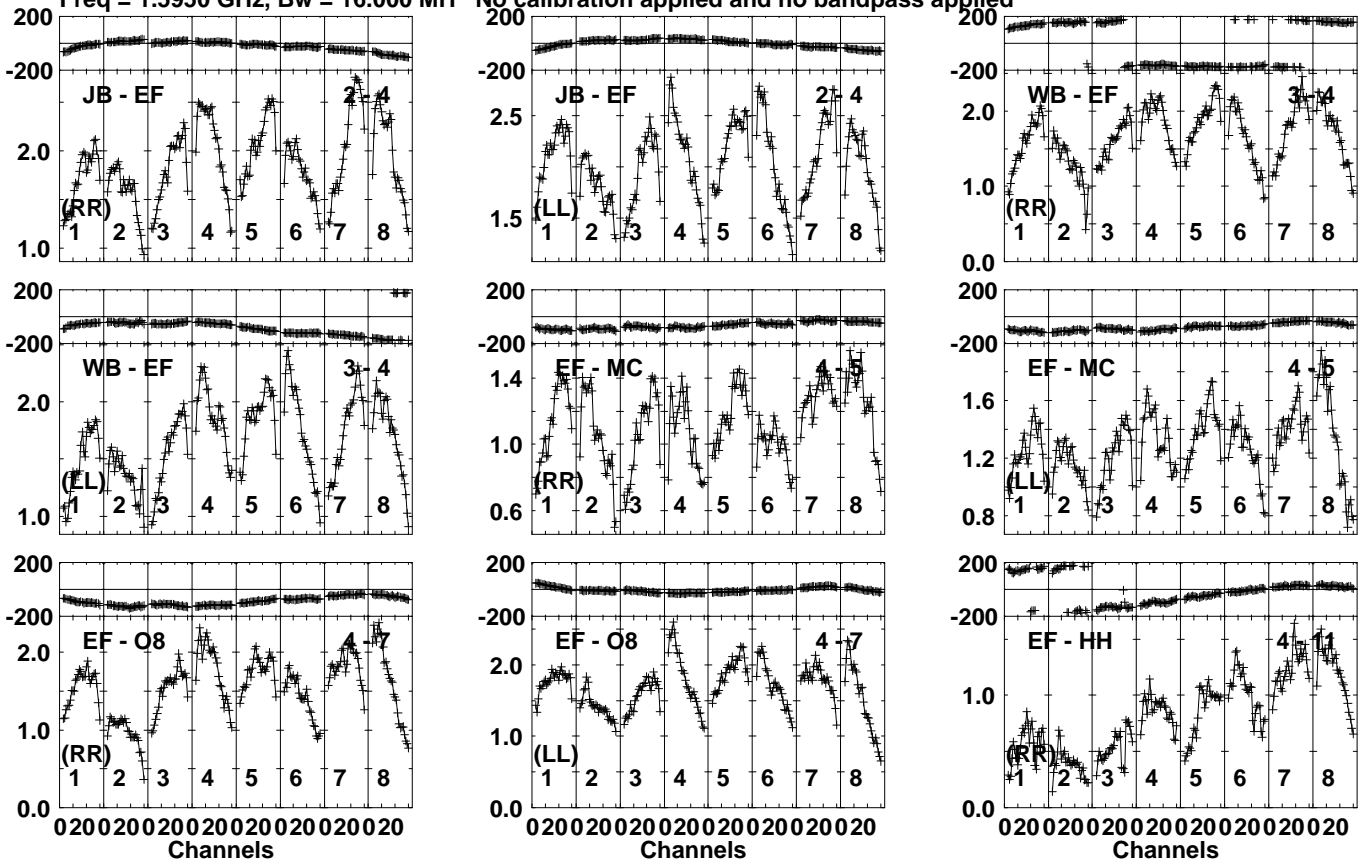 Freq = 1.5950 GHz, Bw = 16.000 MH No calibration applied and no bandpass applied
200
-200
JB - EF 2 - 4
2.0
1.0
(RR)
1 2 3 4 5 6 7 8
200
-200
JB - EF 2 - 4
2.5
1.5
(LL)
1 2 3 4 5 6 7 8
200
-200
WB - EF 3 - 4
2.0
1.0
0.0
(RR)
1 2 3 4 5 6 7 8
200
-200
WB - EF 3 - 4
2.0
1.0
(LL)
1 2 3 4 5 6 7 8
200
-200
EF - MC 4 - 5
1.4
1.0
0.6
(RR)
1 2 3 4 5 6 7 8
200
-200
EF - MC 4 - 5
1.6
1.2
0.8
(LL)
1 2 3 4 5 6 7 8
200
-200
EF - O8 4 - 7
2.0
1.0
0.0
(RR)
1 2 3 4 5 6 7 8
0 20 0 20 0 20 0 20 0 20 0 20 0 20 0 20
Channels
200
-200
EF - O8 4 - 7
2.0
1.0
0.0
(LL)
1 2 3 4 5 6 7 8
0 20 0 20 0 20 0 20 0 20 0 20 0 20 0 20
Channels
200
-200
EF - HH 4 - 11
1.0
0.0
(RR)
1 2 3 4 5 6 7 8
0 20 0 20 0 20 0 20 0 20 0 20 0 20 0 20
Channels